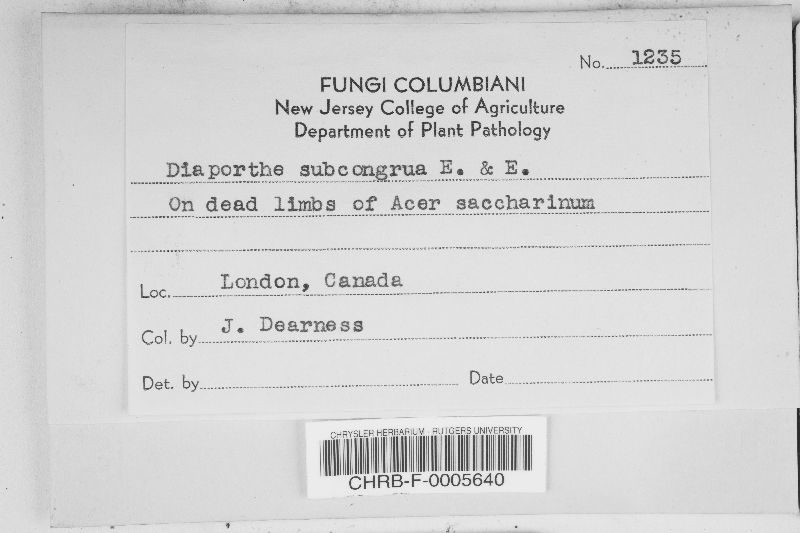 No. 1235
FUNGI COLUMBIANI
New Jersey College of Agriculture
Department of Plant Pathology
Diaporthe subcongrua E. & E.
On dead limbs of Acer saccharinum
Loc. London, Canada
Col. by J. Dearness
Det. by Date
CHRYSLER HERBARIUM - RUTGERS UNIVERSITY
CHRB-F-0005640